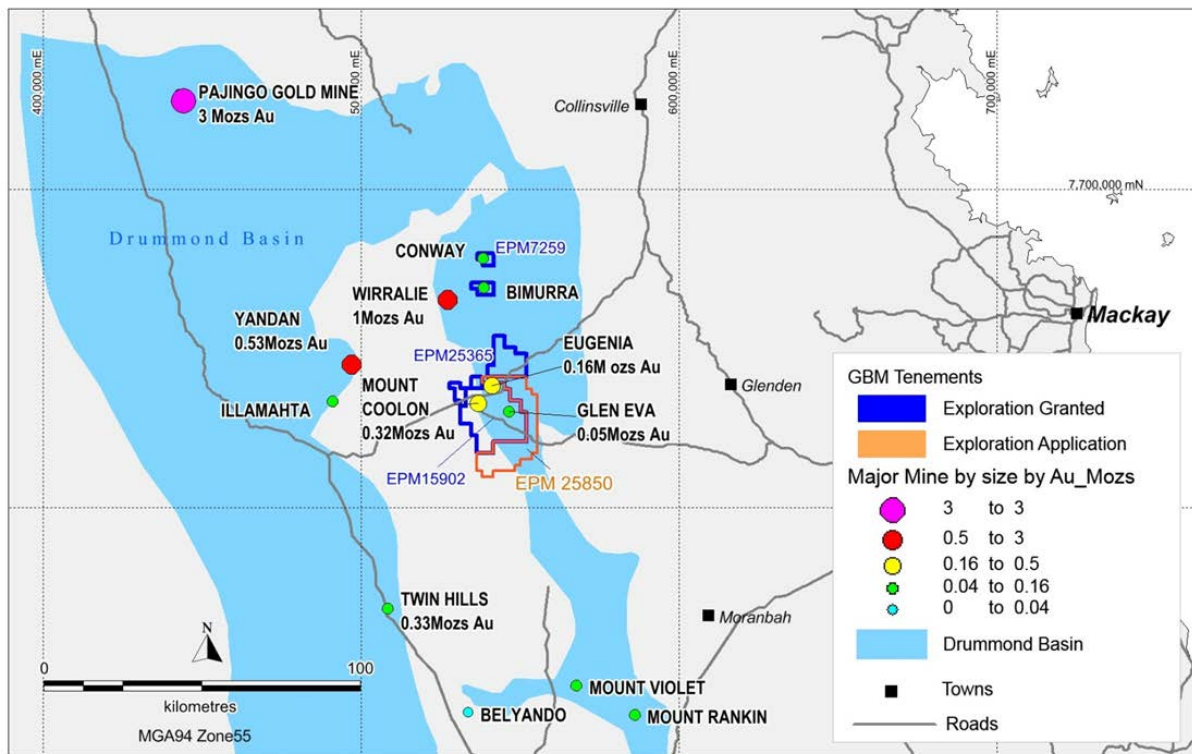 400,000 mE
500,000 mE
600,000 mE
700,000 mE
PAJINGO GOLD MINE
3 Mozs Au
Collinsville
7,700,000 mN
Drummond Basin
CONWAY
EPM7259
WIRRALIE
1Mozs Au
BIMURRA
YANDAN
0.53Mozs Au
EPM25365
EUGENIA
0.16M ozs Au
Mackay
MOUNT
COOLON
0.32Mozs Au
Glenden
ILLAMAHTA
GLEN EVA
0.05Mozs Au
EPM15902
EPM 25850
TWIN HILLS
0.33Mozs Au
Moranbah
MOUNT VIOLET
BELYANDO
MOUNT RANKIN
N
0
100
kilometres
MGA94 Zone55
GBM Tenements
Exploration Granted
Exploration Application
Major Mine by size by Au_Mozs
3 to 3
0.5 to 3
0.16 to 0.5
0.04 to 0.16
0 to 0.04
Drummond Basin
Towns
Roads